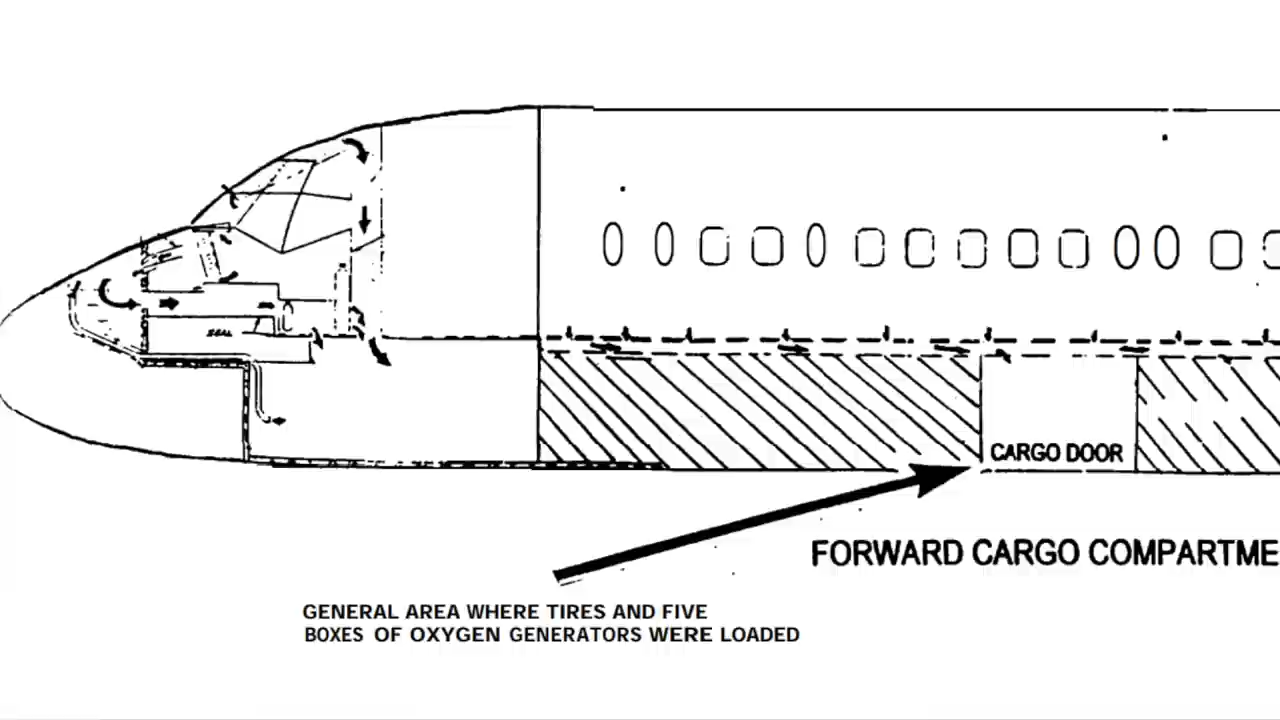 SEAL
CARGO DOOR
FORWARD CARGO COMPARTME
GENERAL AREA WHERE TIRES AND FIVE
BOXES OF OXYGEN GENERATORS WERE LOADED